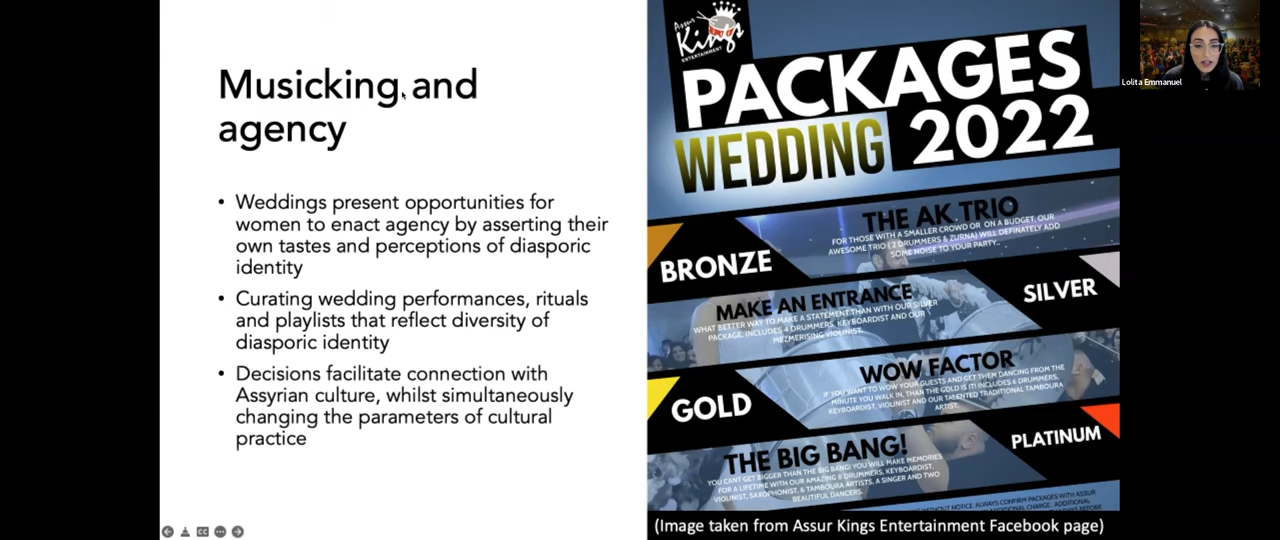 Musicking and
agency
• Weddings present opportunities for
women to enact agency by asserting their
own tastes and perceptions of diasporic
identity
• Curating wedding performances, rituals
and playlists that reflect diversity of
diasporic identity
• Decisions facilitate connection with
Assyrian culture, whilst simultaneously
changing the parameters of cultural
practice
Assur
Kings
ENTERTAINMENT
PACKAGES
WEDDING 2022
THE AK TRIO
FOR THOSE WITH A SMALLER CROWD OR ON A BUDGET, OUR
AWESOME TRIO (2 DRUMMERS & ZURNA) WILL DEFINATELY ADD
SOME NOISE TO YOUR PARTY..
BRONZE
MAKE AN ENTRANCE
WHAT BETTER WAY TO MAKE A STATEMENT THAN WITH OUR SILVER
PACKAGE, INCLUDES 4 DRUMMERS, KEYBOARDIST AND OUR
MEZMERISING VIOLINIST.
SILVER
WOW FACTOR
IF YOU WANT TO WOW YOUR GUESTS AND GET THEM DANCING FROM THE
MINUTE YOU WALK IN, THAN THE GOLD IS IT! INCLUDES 6 DRUMMERS,
KEYBOARDIST, VIOLINIST AND OUR TALENTED TRADITIONAL TAMBOURA
ARTIST.
GOLD
THE BIG BANG!
YOU CANT GET BIGGER THAN THE BIG BANG! YOU WILL MAKE MEMORIES
FOR A LIFETIME WITH OUR AMAZING 8 DRUMMERS, KEYBOARDIST,
VIOLINIST, SAXOPHONIST, & TAMBOURA ARTISTS, A SINGER AND TWO
BEAUTIFUL DANCERS.
PLATINUM
WITHOUT NOTICE. ALWAYS CONFIRM PACKAGES WITH ASSUR
CHARGE. ADDITIONAL
(Image taken from Assur Kings Entertainment Facebook page)
Lolita Emmanuel
CC